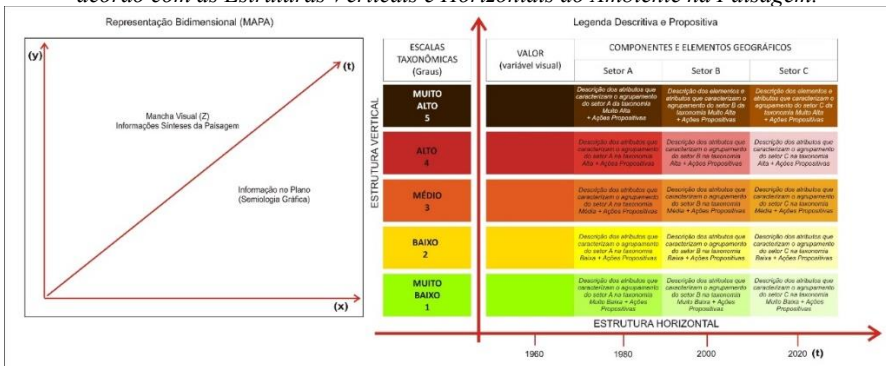 acordo com as Estruturas Verticais e Horizontais do Ambiente na Paisagem.
Representação Bidimensional (MAPA)
(y)
(t)
Mancha Visual (Z)
Informações Sínteses da Paisagem
Informação no Plano
(Semiologia Gráfica)
(x)
Legenda Descritiva e Propositiva
ESTRUTURA VERTICAL
ESCALAS
TAXONÔMICAS
(Graus)
VALOR
(variável visual)
COMPONENTES E ELEMENTOS GEOGRÁFICOS
Setor A
Setor B
Setor C
MUITO
ALTO
5
Descrição dos atributos que
caracterizam o agrupamento
do setor A da taxonomia
Muito Alta
+ Ações Propositivas
Descrição dos elementos e
atributos que caracterizam o
agrupamento do setor B da
taxonomia Muito Alta
+ Ações Propositivas
Descrição dos elementos e
atributos que caracterizam o
agrupamento do setor C da
taxonomia Muito Alta
+ Ações Propositivas
ALTO
4
Descrição dos atributos que
caracterizam o agrupamento
do setor A na taxonomia
Alta + Ações Propositivas
Descrição dos atributos que
caracterizam o agrupamento
do setor B na taxonomia
Alta + Ações Propositivas
Descrição dos atributos que
caracterizam o agrupamento
do setor C na taxonomia
Alta + Ações Propositivas
MÉDIO
3
Descrição dos atributos que
caracterizam o agrupamento
do setor A na taxonomia
Média + Ações Propositivas
Descrição dos atributos que
caracterizam o agrupamento
do setor B na taxonomia
Média + Ações Propositivas
Descrição dos atributos que
caracterizam o agrupamento
do setor C na taxonomia
Média + Ações Propositivas
BAIXO
2
Descrição dos atributos que
caracterizam o agrupamento
do setor A na taxonomia
Baixa + Ações Propositivas
Descrição dos atributos que
caracterizam o agrupamento
do setor B na taxonomia
Baixa + Ações Propositivas
Descrição dos atributos que
caracterizam o agrupamento
do setor C na taxonomia
Baixa + Ações Propositivas
MUITO
BAIXO
1
Descrição dos atributos que
caracterizam o agrupamento
do setor A na taxonomia
Muito Baixa + Ações
Propositivas
Descrição dos atributos que
caracterizam o agrupamento
do setor B na taxonomia
Muito Baixa + Ações
Propositivas
Descrição dos atributos que
caracterizam o agrupamento
do setor C na taxonomia
Muito Baixa + Ações
Propositivas
ESTRUTURA HORIZONTAL
1960
1980
2000
2020
(t)